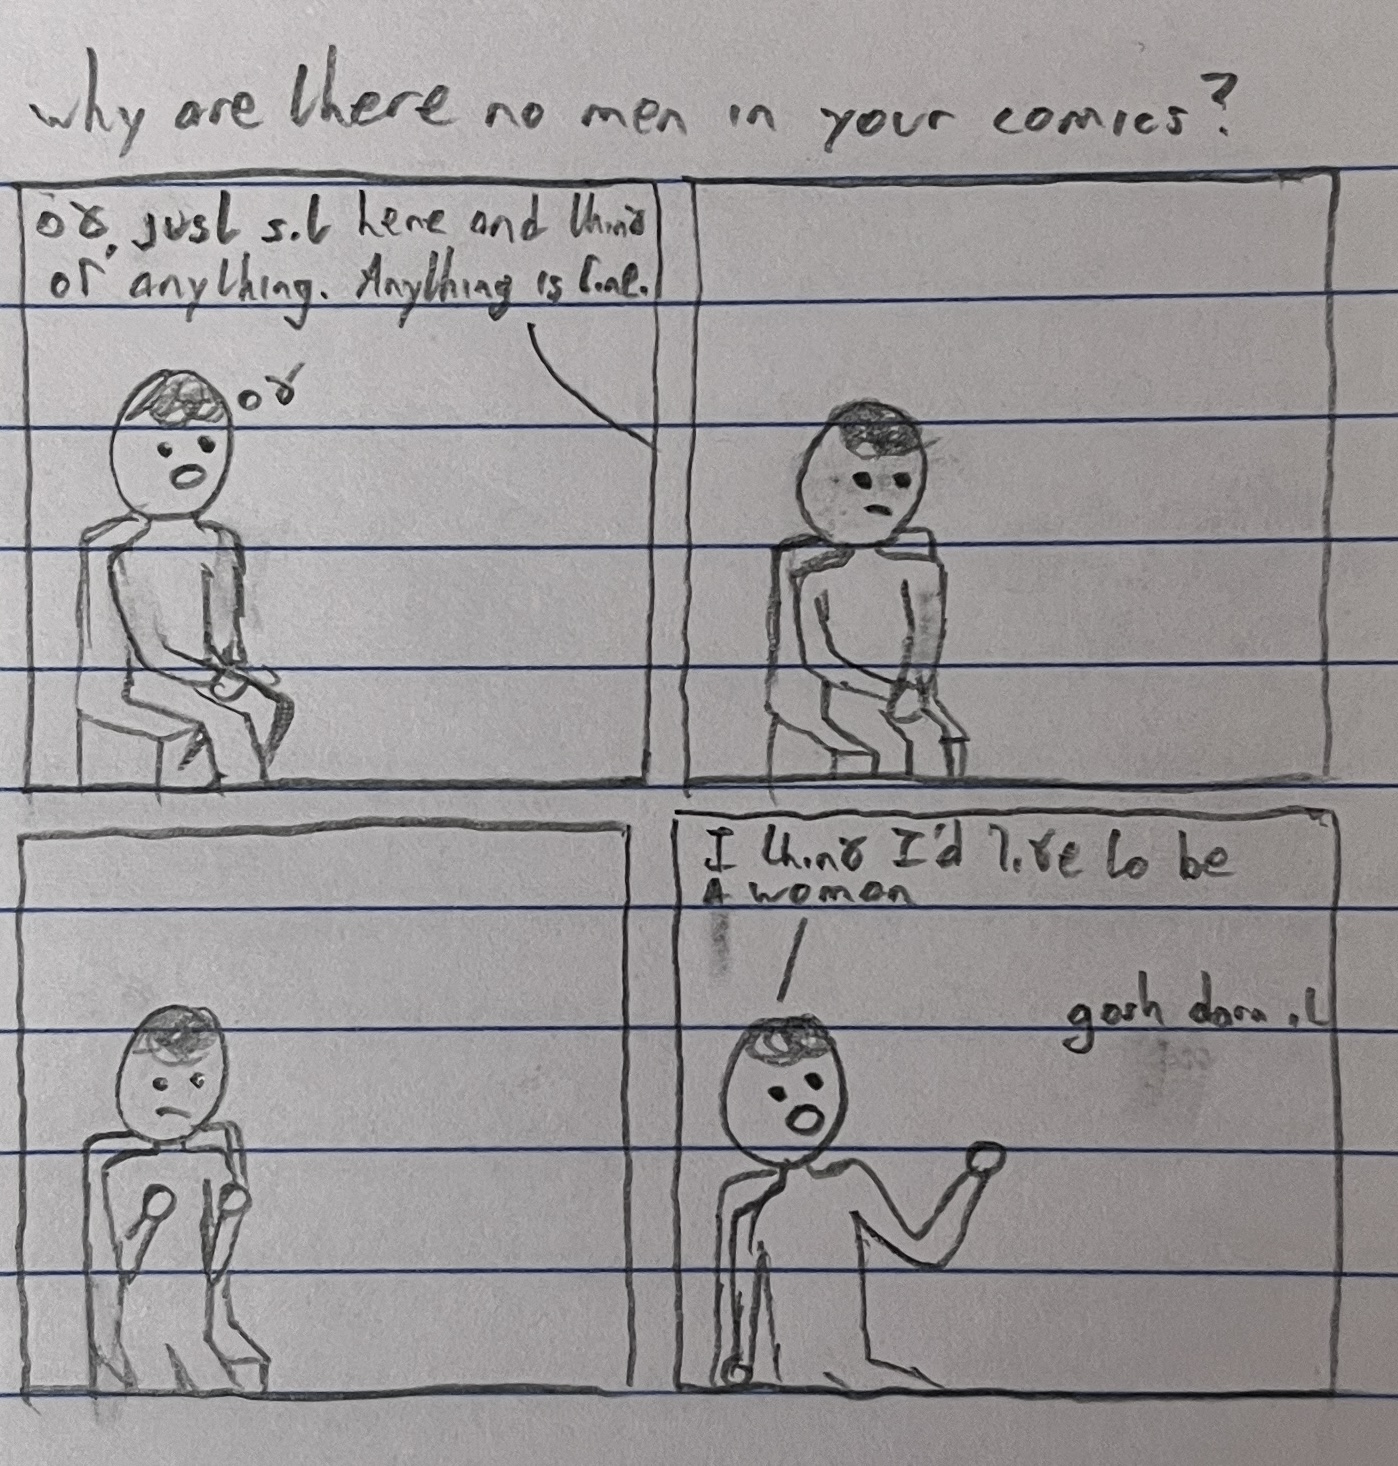 why are there no men in your comics?
ok, just sit here and think
of anything. Anything is fine.
ok
I think I'd like to be
A woman
gosh darn it